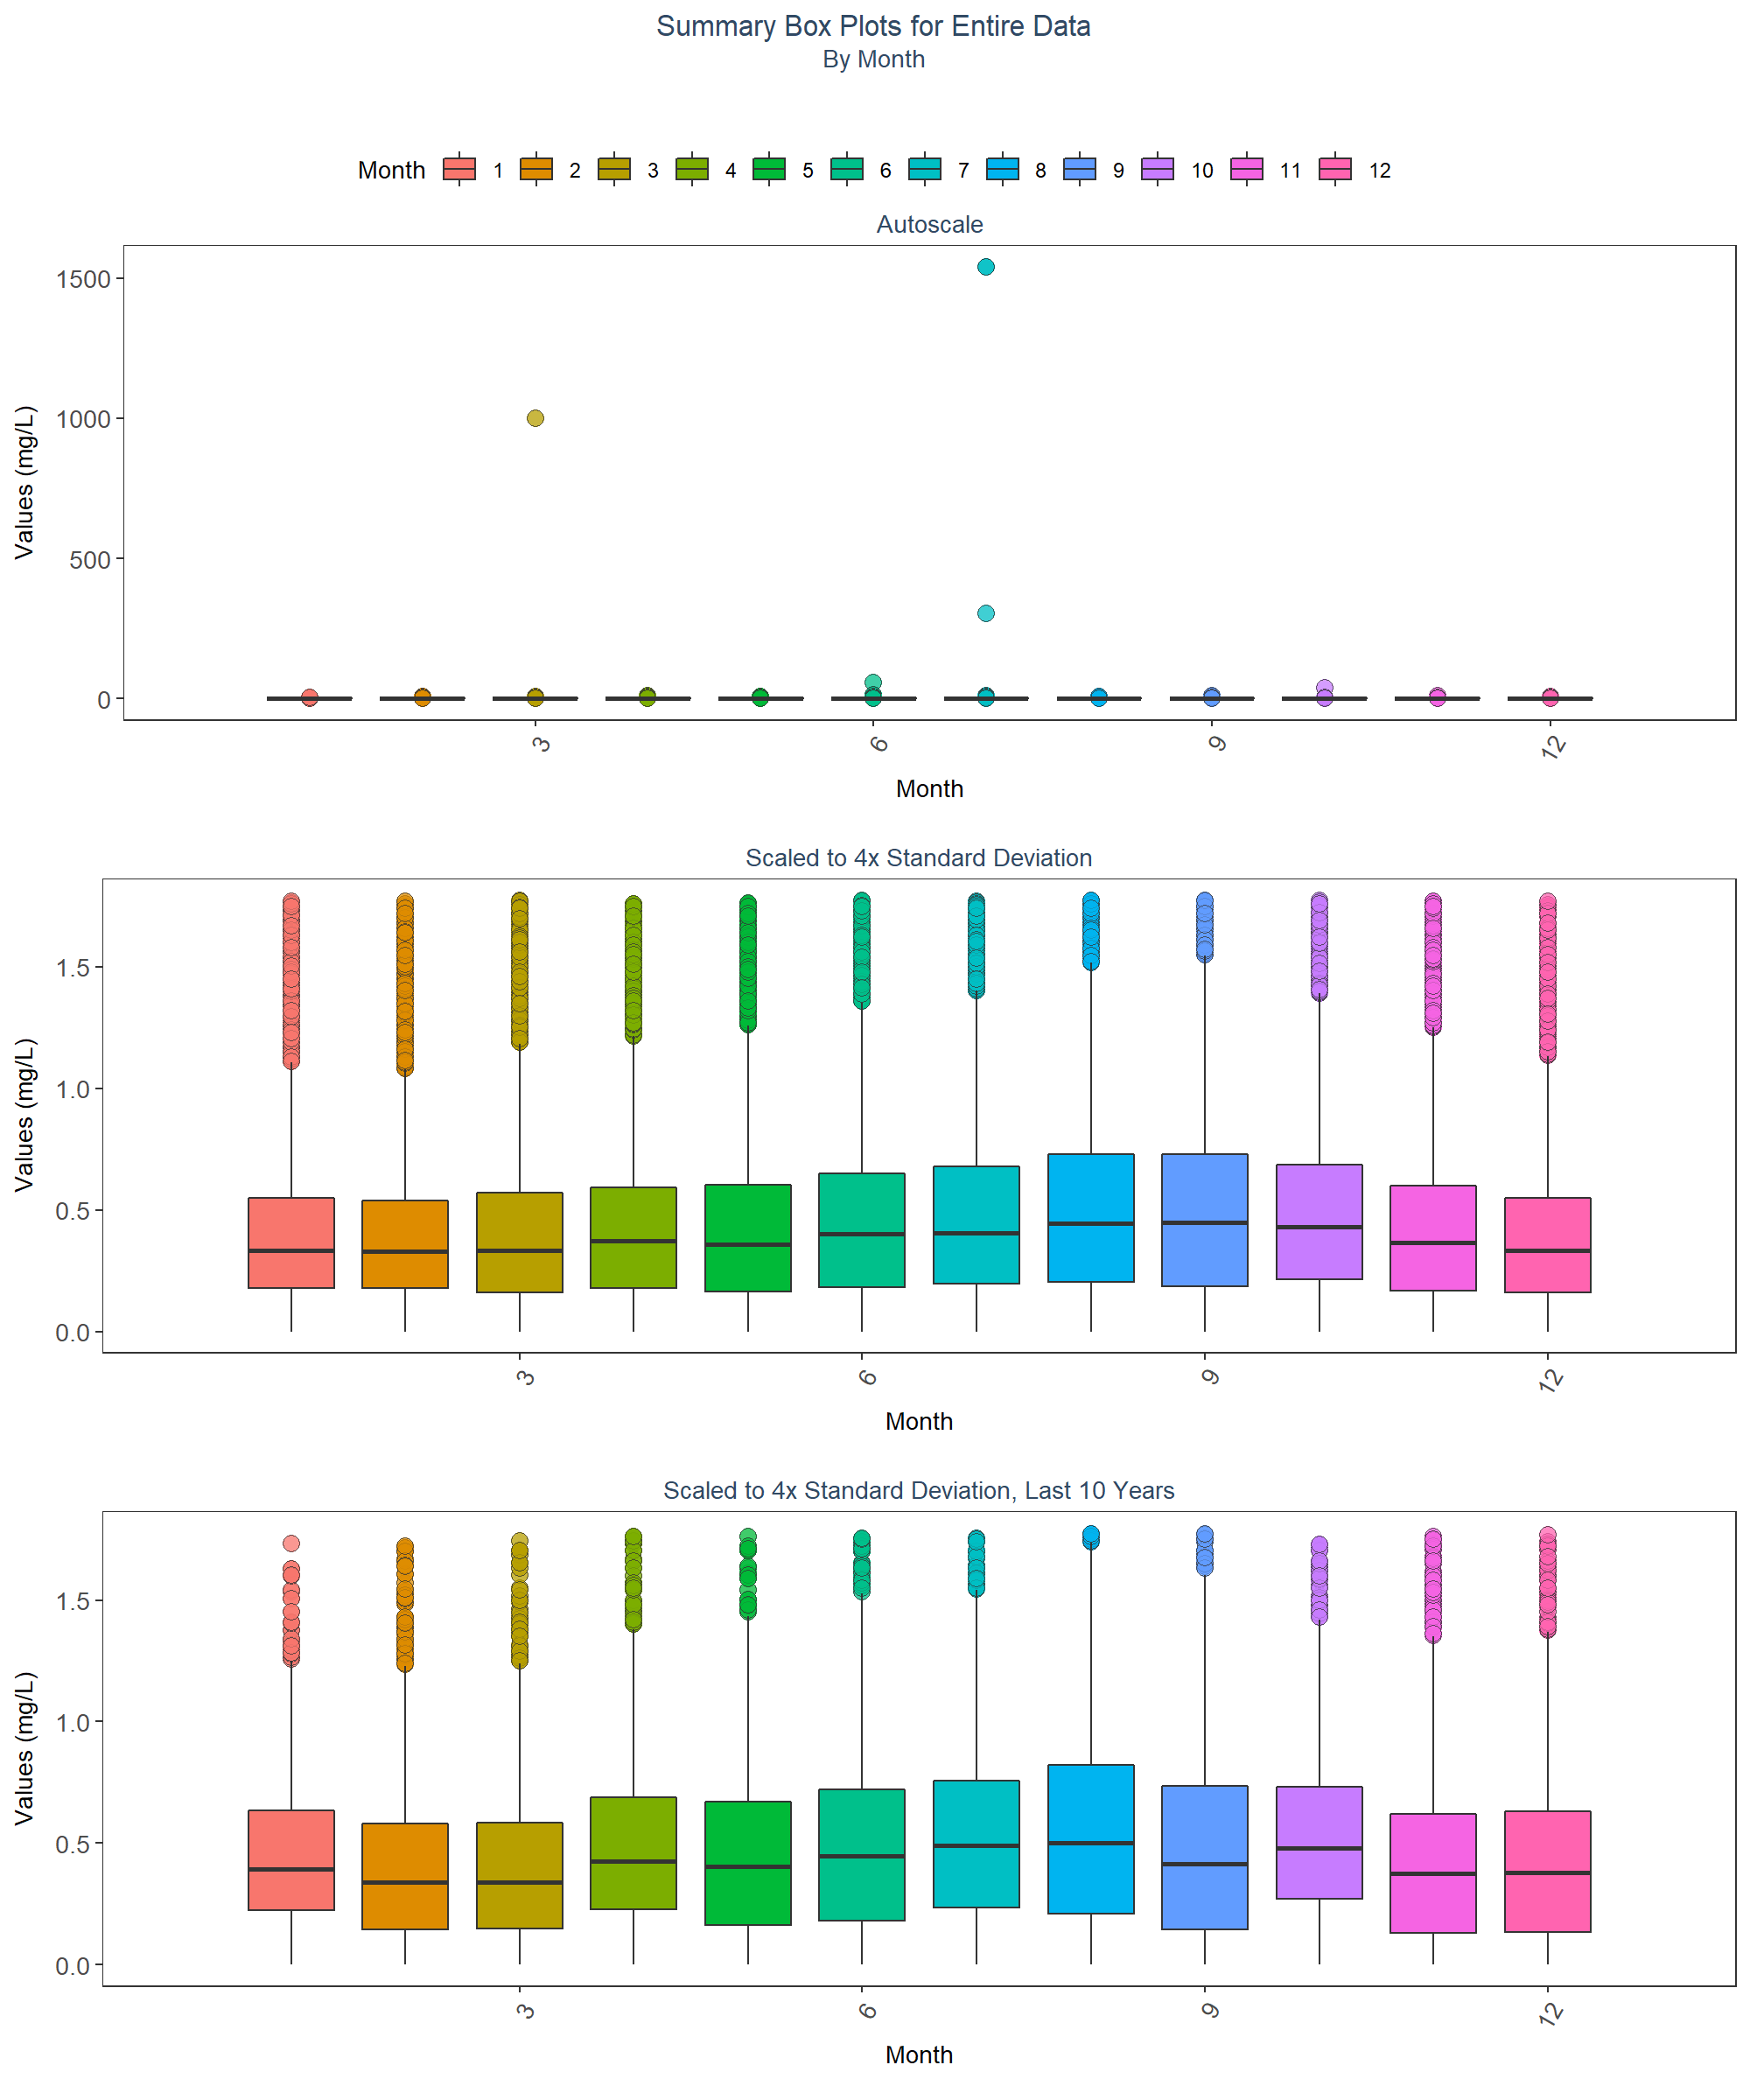 Summary Box Plots for Entire Data
By Month
Month 1 2 3 4 5 6 7 8 9 10 11 12
Autoscale
Values (mg/L)
1500
1000
500
0
3 6 9 12
Month
Scaled to 4x Standard Deviation
Values (mg/L)
1.5
1.0
0.5
0.0
3 6 9 12
Month
Scaled to 4x Standard Deviation, Last 10 Years
Values (mg/L)
1.5
1.0
0.5
0.0
3 6 9 12
Month